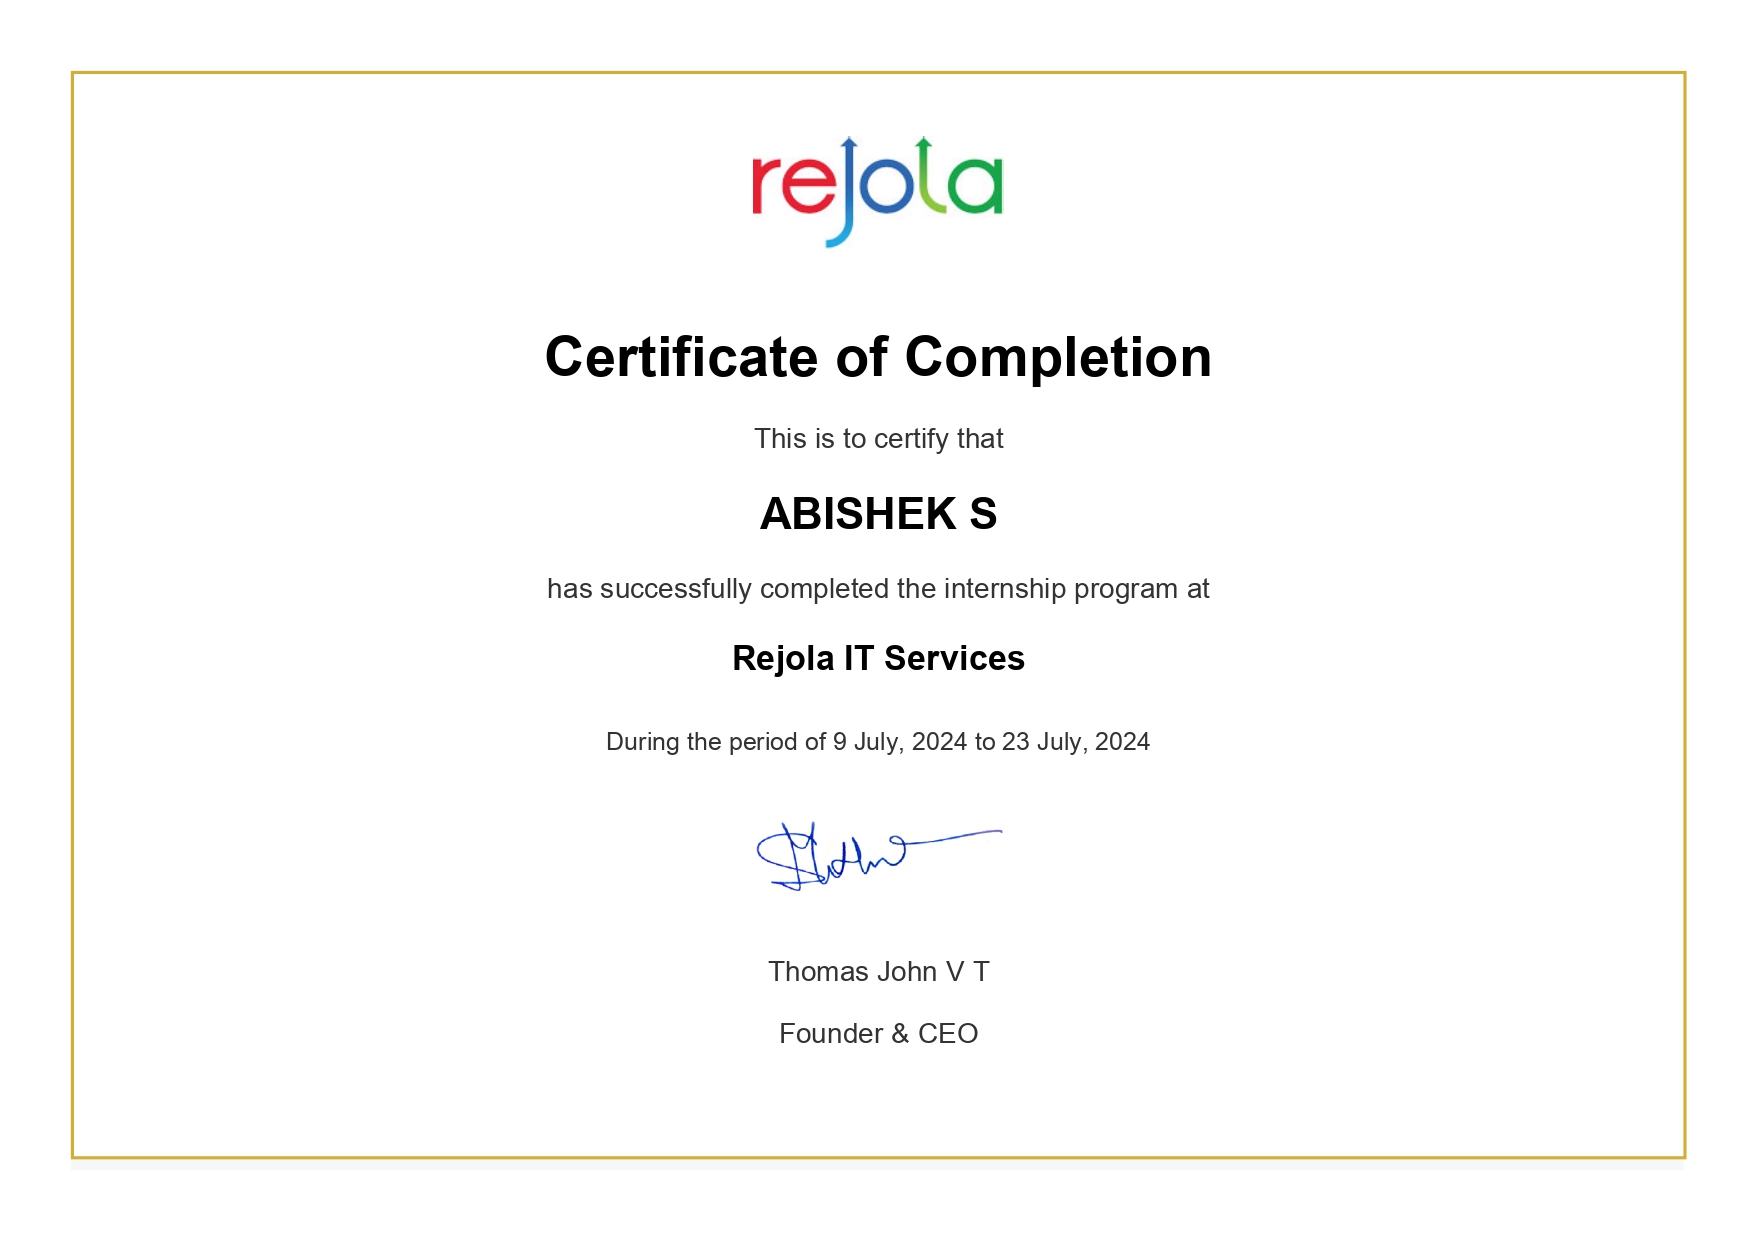 rejola
Certificate of Completion
This is to certify that
ABISHEK S
has successfully completed the internship program at
Rejola IT Services
During the period of 9 July, 2024 to 23 July, 2024
Thomas John V T
Founder & CEO